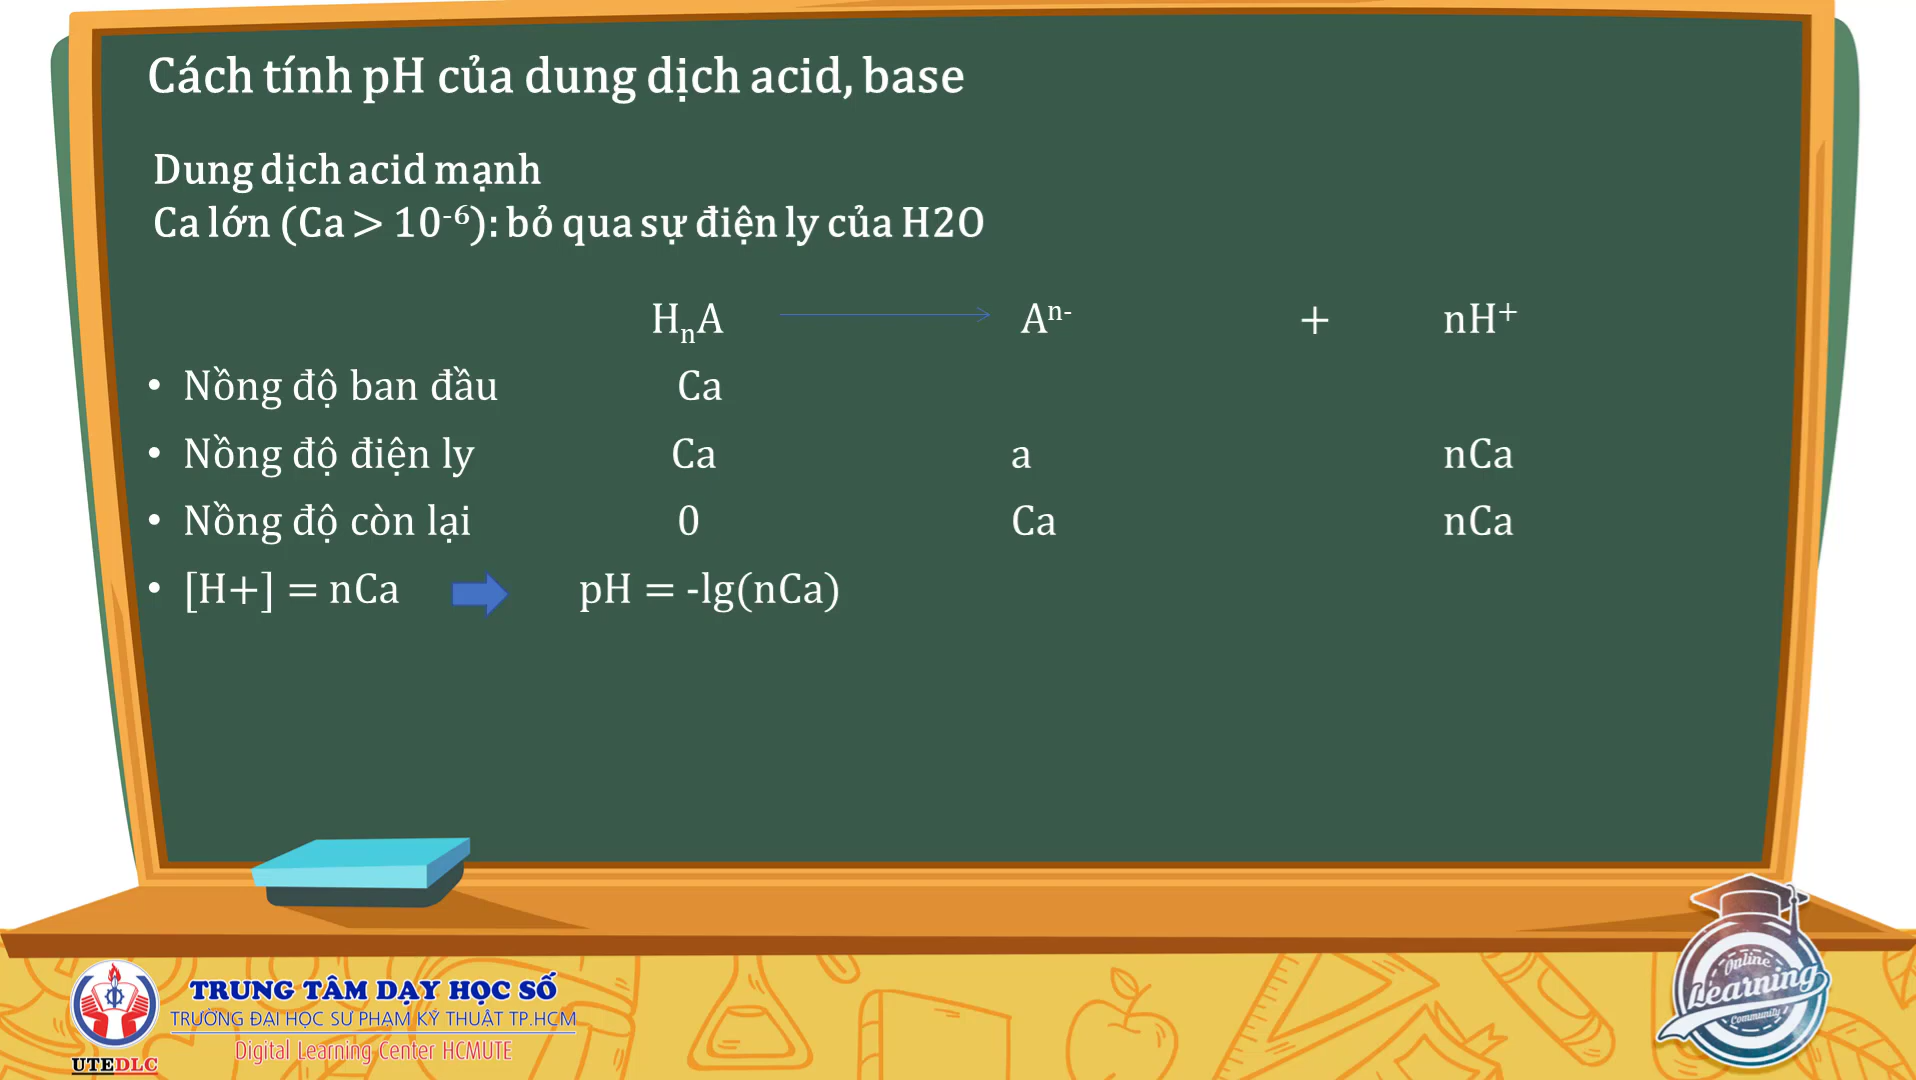 Cách tính pH của dung dịch acid, base
Dung dịch acid mạnh
Ca lớn (Ca > 10⁻⁶): bỏ qua sự điện ly của H2O
HₙA → Aⁿ⁻ + nH⁺
• Nồng độ ban đầu Ca
• Nồng độ điện ly Ca a nCa
• Nồng độ còn lại 0 Ca nCa
• [H+] = nCa ➡ pH = -lg(nCa)
TRUNG TÂM DẠY HỌC SỐ
TRƯỜNG ĐẠI HỌC SƯ PHẠM KỸ THUẬT TP.HCM
Digital Learning Center HCMUTE
UTEDLC
Online
Learning
Community